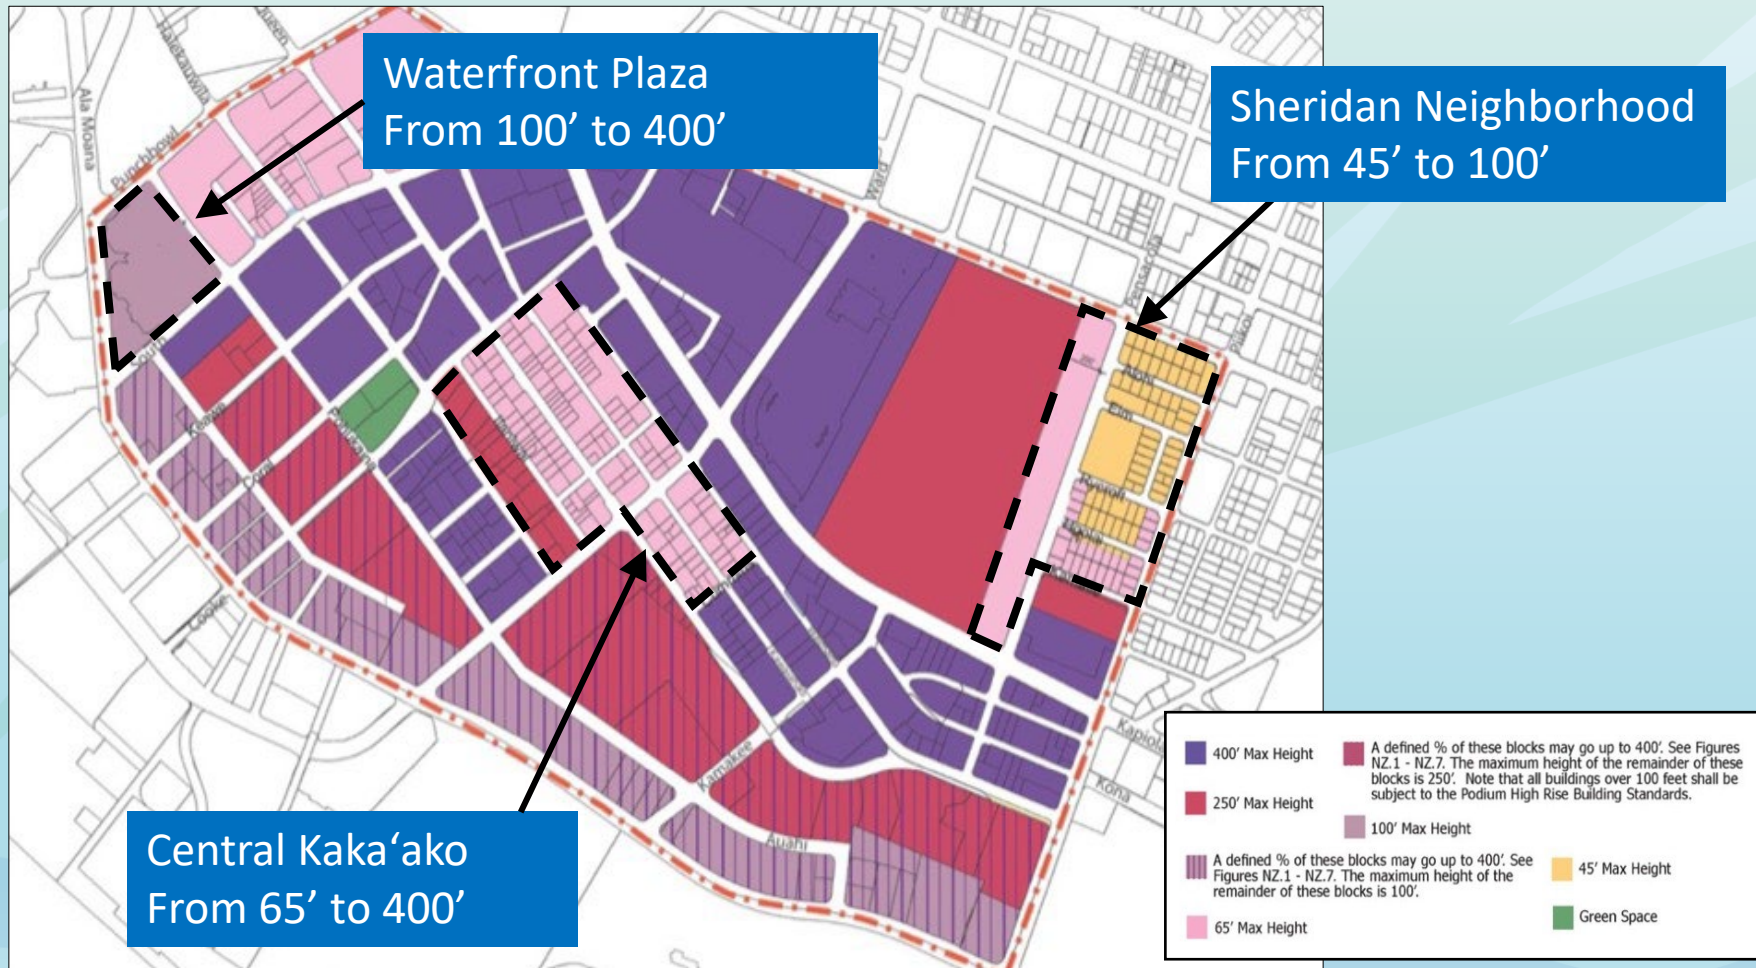 Waterfront Plaza
From 100’ to 400’
Sheridan Neighborhood
From 45’ to 100’
Central Kakaʻako
From 65’ to 400’
Queen
Halekauwila
Ala Moana
Punchbowl
Ward
Pensacola
Piikoi
South
Keawe
Coral
Cooke
Kamakee
Auahi
Elm
Rycroft
Kona
400' Max Height
250' Max Height
A defined % of these blocks may go up to 400'. See Figures
NZ.1 - NZ.7. The maximum height of the remainder of these
blocks is 250'. Note that all buildings over 100 feet shall be
subject to the Podium High Rise Building Standards.
100' Max Height
A defined % of these blocks may go up to 400'. See
Figures NZ.1 - NZ.7. The maximum height of the
remainder of these blocks is 100'.
45' Max Height
65' Max Height
Green Space